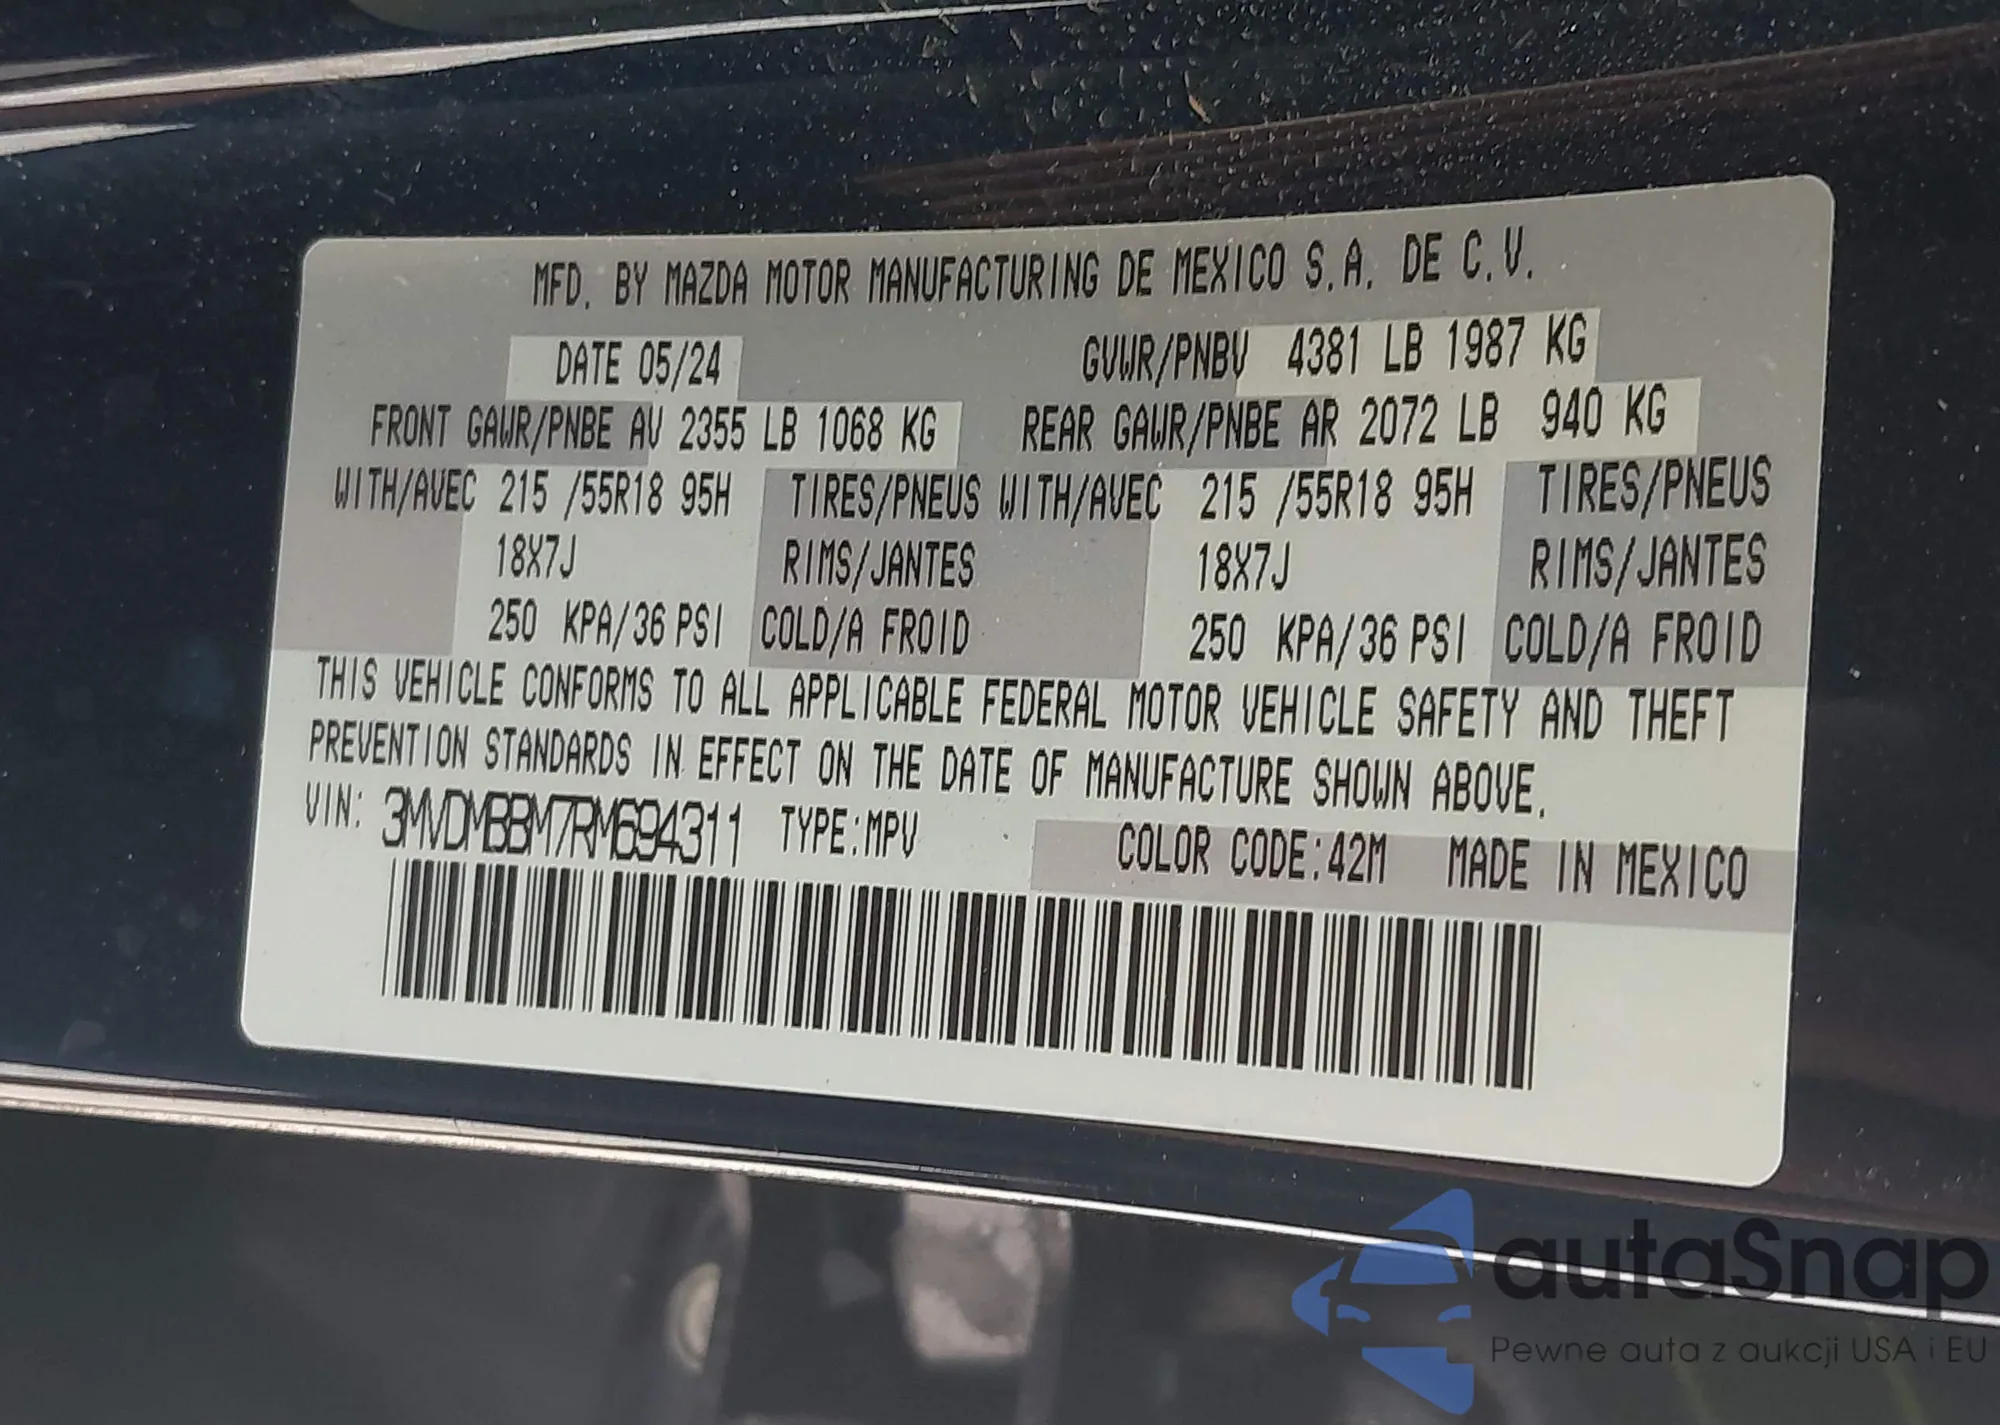 MFD. BY MAZDA MOTOR MANUFACTURING DE MEXICO S.A. DE C.V.
DATE 05/24 GVWR/PNBV 4381 LB 1987 KG
FRONT GAWR/PNBE AV 2355 LB 1068 KG REAR GAWR/PNBE AR 2072 LB 940 KG
WITH/AVEC 215 /55R18 95H TIRES/PNEUS WITH/AVEC 215 /55R18 95H TIRES/PNEUS
18X7J RIMS/JANTES 18X7J RIMS/JANTES
250 KPA/36 PSI COLD/A FROID 250 KPA/36 PSI COLD/A FROID
THIS VEHICLE CONFORMS TO ALL APPLICABLE FEDERAL MOTOR VEHICLE SAFETY AND THEFT
PREVENTION STANDARDS IN EFFECT ON THE DATE OF MANUFACTURE SHOWN ABOVE.
VIN: 3MVDMBBM7RM694311 TYPE:MPV COLOR CODE:42M MADE IN MEXICO
autaSnap
Pewne auta z aukcji USA i EU